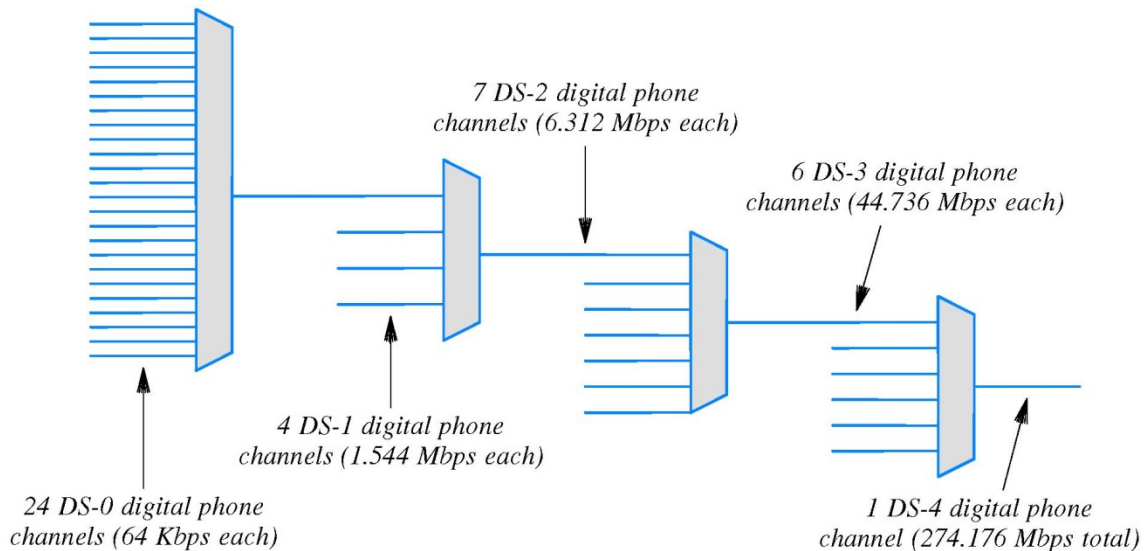 7 DS-2 digital phone
channels (6.312 Mbps each)
6 DS-3 digital phone
channels (44.736 Mbps each)
4 DS-1 digital phone
channels (1.544 Mbps each)
24 DS-0 digital phone
channels (64 Kbps each)
1 DS-4 digital phone
channel (274.176 Mbps total)